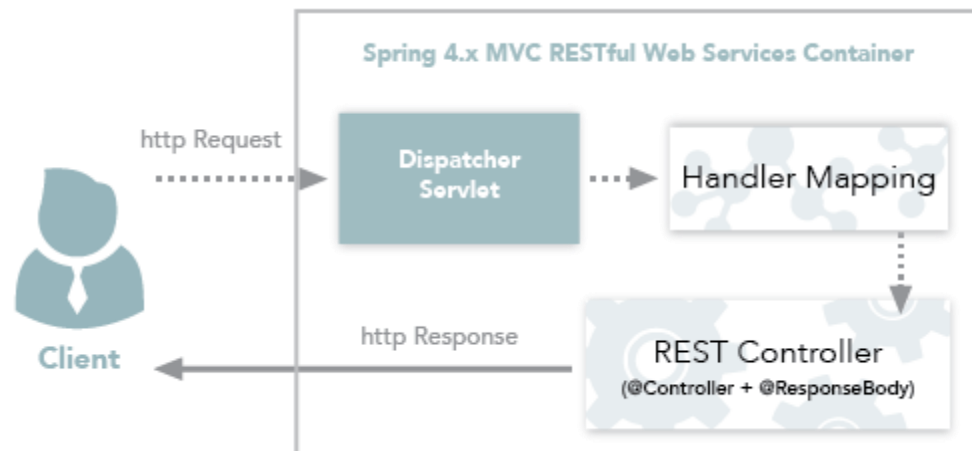 Spring 4.x MVC RESTful Web Services Container
http Request
Dispatcher
Servlet
Handler Mapping
http Response
REST Controller
(@Controller + @ResponseBody)
Client